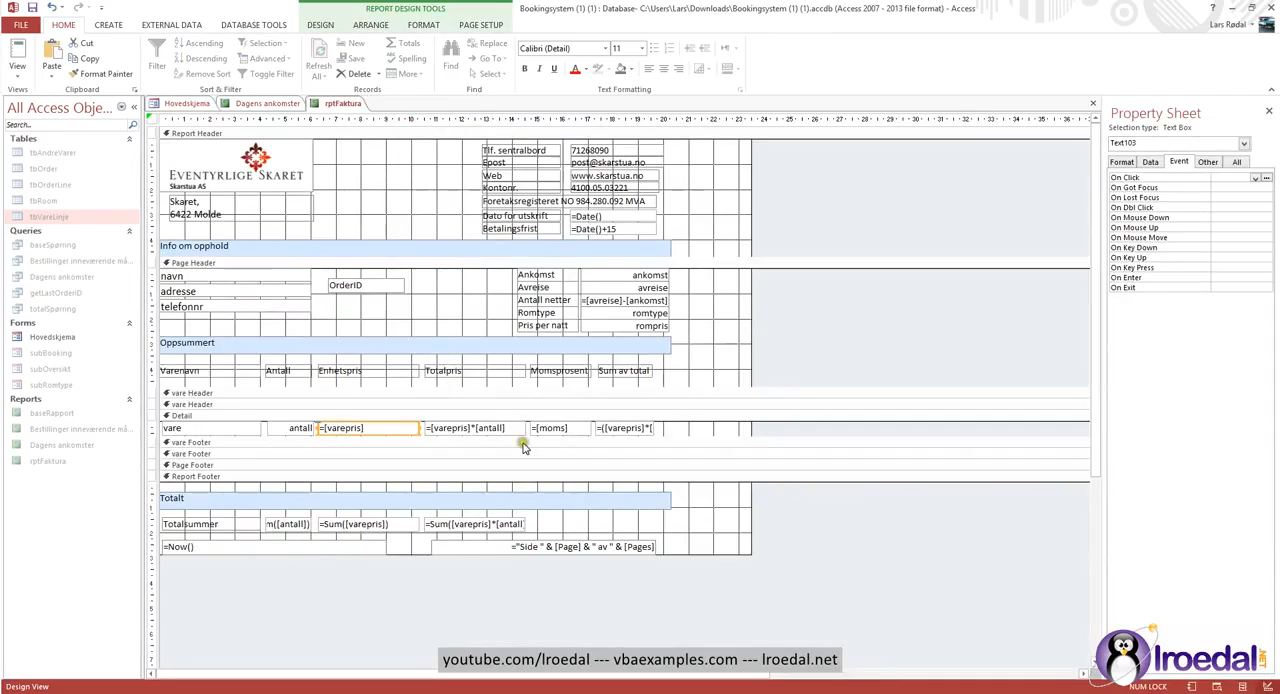 REPORT DESIGN TOOLS
Bookingsystem (1) (1) : Database- C:\Users\Lars\Downloads\Bookingsystem (1) (1).accdb (Access 2007 - 2013 file format) - Access
FILE HOME CREATE EXTERNAL DATA DATABASE TOOLS DESIGN ARRANGE FORMAT PAGE SETUP
Lars Rødal
View Paste Cut Copy Format Painter
Filter Ascending Descending Remove Sort Selection Advanced Toggle Filter
Refresh All New Save Delete Totals Spelling More
Find Replace Go To Select
Calibri (Detail) 11
B I U
Views Clipboard Sort & Filter Records Find Text Formatting
All Access Obje...
Search...
Tables
tbAndreVarer
tbOrder
tbOrderLine
tbRoom
tbVareLinje
Queries
baseSpørring
Bestillinger inneværende må...
Dagens ankomster
getLastOrderID
totalSpørring
Forms
Hovedskjema
subBooking
subOversikt
subRomtype
Reports
baseRapport
Bestillinger inneværende må...
Dagens ankomster
rptFaktura
Hovedskjema Dagens ankomster rptFaktura
Report Header
EVENTYRLIGE SKARET
Skarstua AS
Skaret,
6422 Molde
Tlf. sentralbord 71268090
Epost post@skarstua.no
Web www.skarstua.no
Kontonr. 4100.05.03221
Foretaksregisteret NO 984.280.092 MVA
Dato for utskrift =Date()
Betalingsfrist =Date()+15
Info om opphold
Page Header
navn OrderID Ankomst ankomst
adresse Avreise avreise
telefonnr Antall netter =[avreise]-[ankomst]
Romtype romtype
Pris per natt rompris
Oppsummert
Varenavn Antall Enhetspris Totalpris Momsprosent Sum av total
vare Header
vare Header
Detail
vare antall =[varepris] =[varepris]*[antall] =[moms] =([varepris]*[
vare Footer
vare Footer
Page Footer
Report Footer
Totalt
Totalsummer m([antall]) =Sum([varepris]) =Sum([varepris]*[antall]
=Now() ="Side " & [Page] & " av " & [Pages]
Property Sheet
Selection type: Text Box
Text103
Format Data Event Other All
On Click
On Got Focus
On Lost Focus
On Dbl Click
On Mouse Down
On Mouse Up
On Mouse Move
On Key Down
On Key Up
On Key Press
On Enter
On Exit
youtube.com/lroedal --- vbaexamples.com --- lroedal.net
lroedal.NET
Design View NUM LOCK